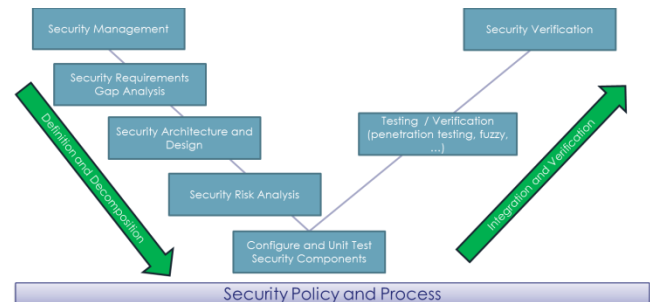 Security Management
Security Verification
Security Requirements
Gap Analysis
Definition and Decomposition
Security Architecture and
Design
Testing / Verification
(penetration testing, fuzzy,
...)
Integration and Verification
Security Risk Analysis
Configure and Unit Test
Security Components
Security Policy and Process